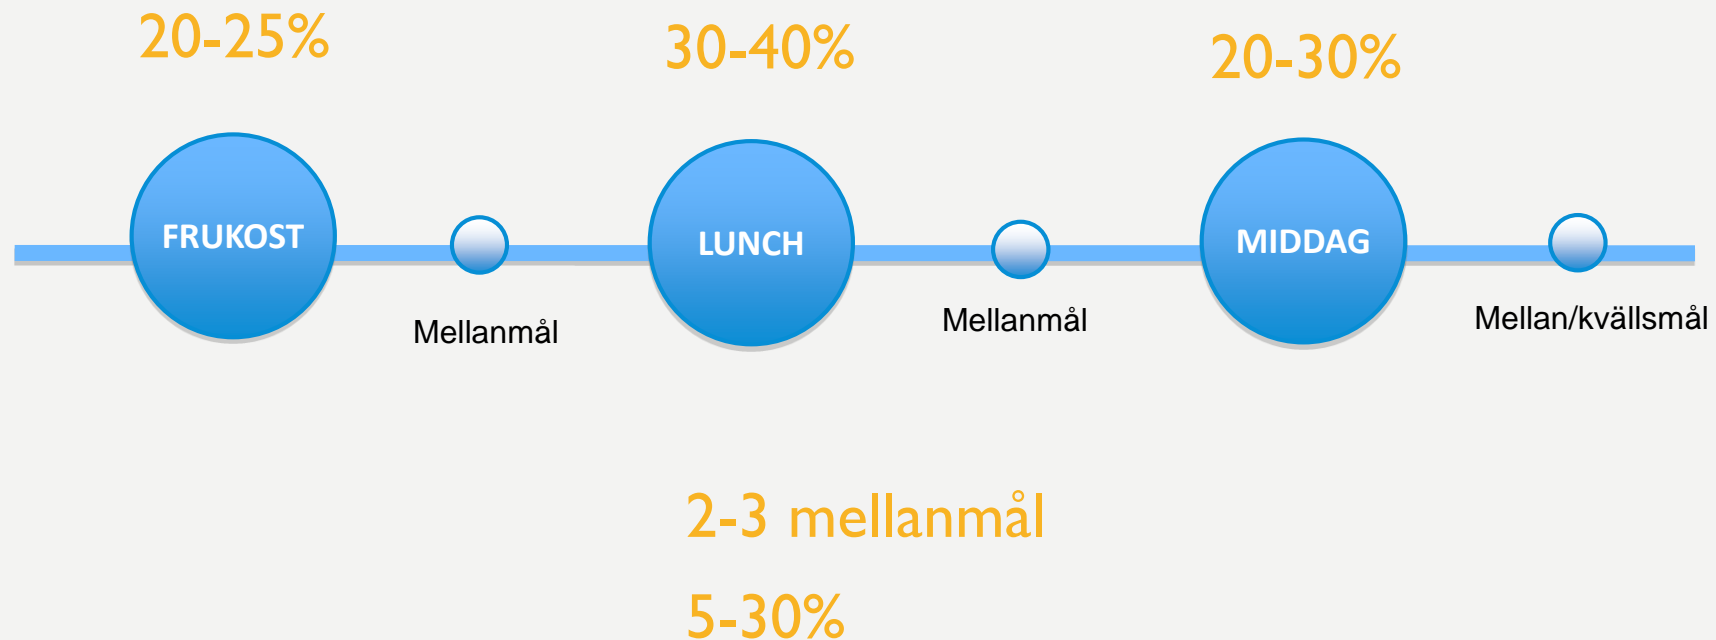 20-25%
30-40%
20-30%
FRUKOST
LUNCH
MIDDAG
Mellanmål
Mellanmål
Mellan/kvällsmål
2-3 mellanmål
5-30%